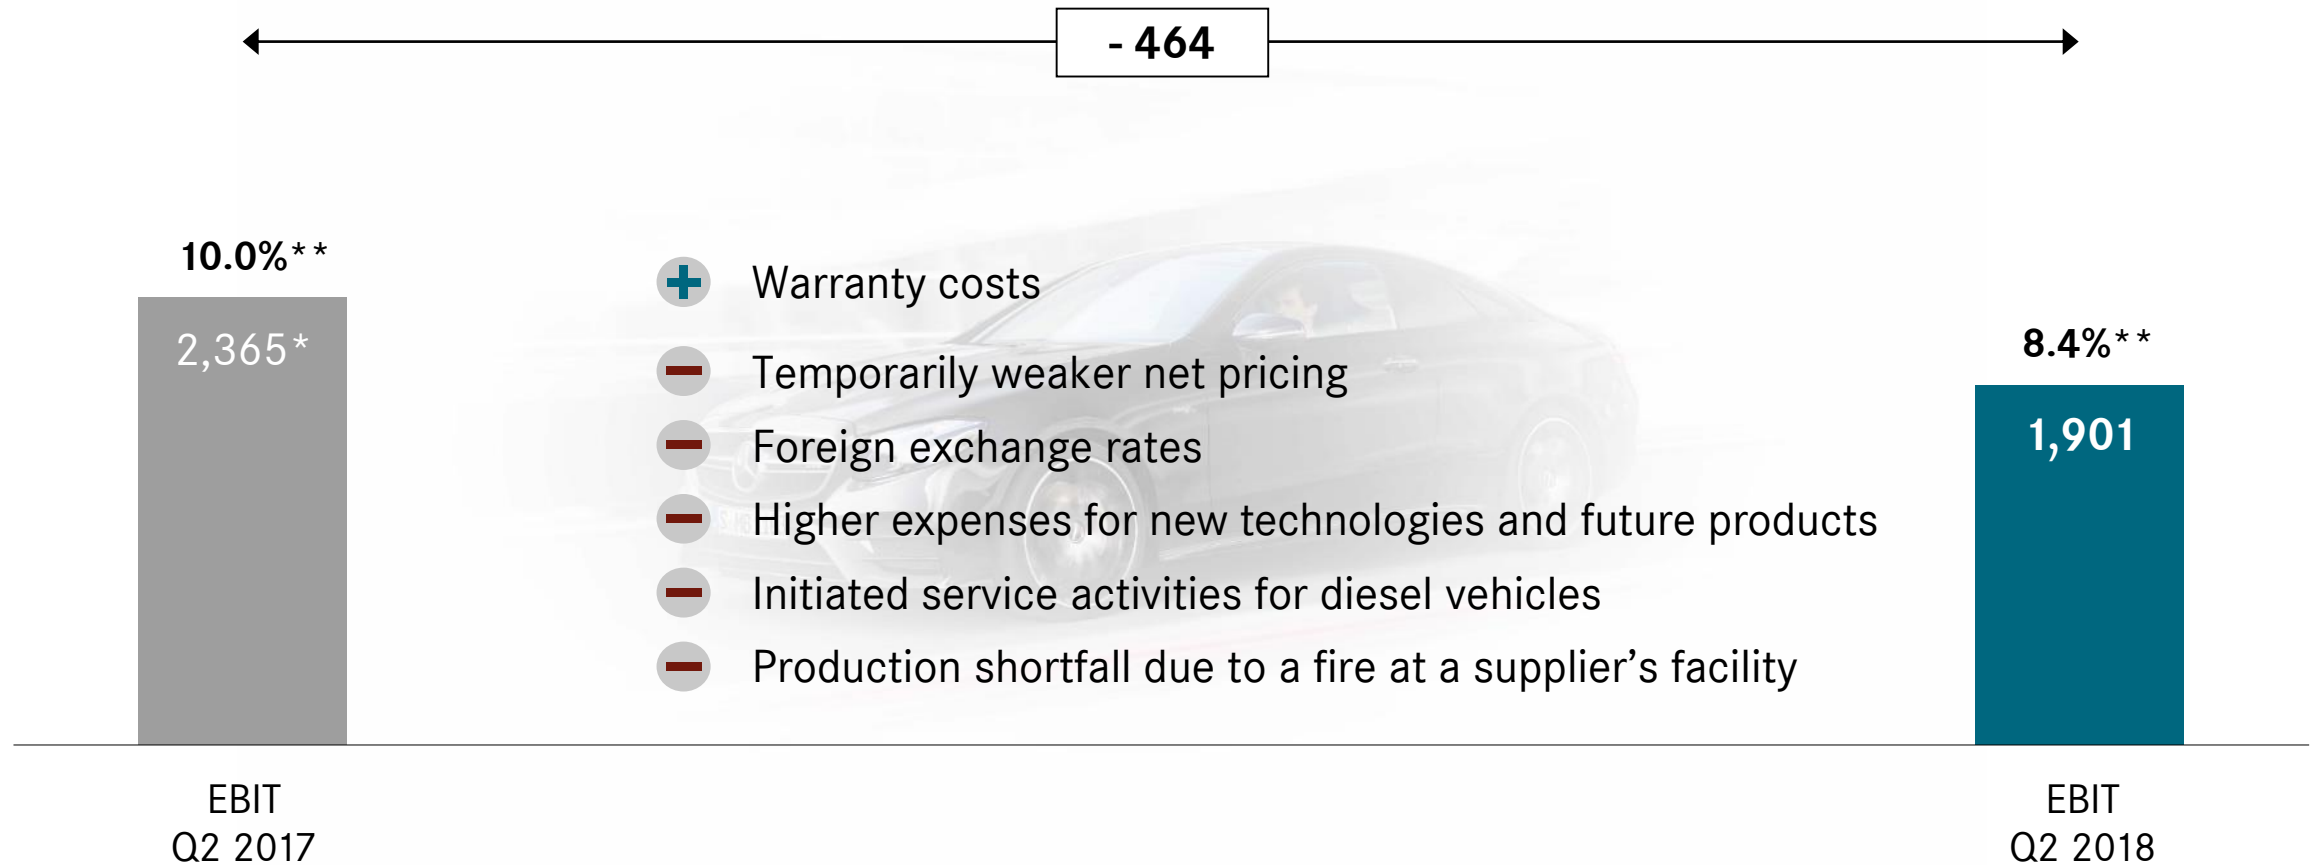 - 464
10.0%**
2,365*
Warranty costs
Temporarily weaker net pricing
Foreign exchange rates
Higher expenses for new technologies and future products
Initiated service activities for diesel vehicles
Production shortfall due to a fire at a supplier’s facility
8.4%**
1,901
EBIT
Q2 2017
EBIT
Q2 2018